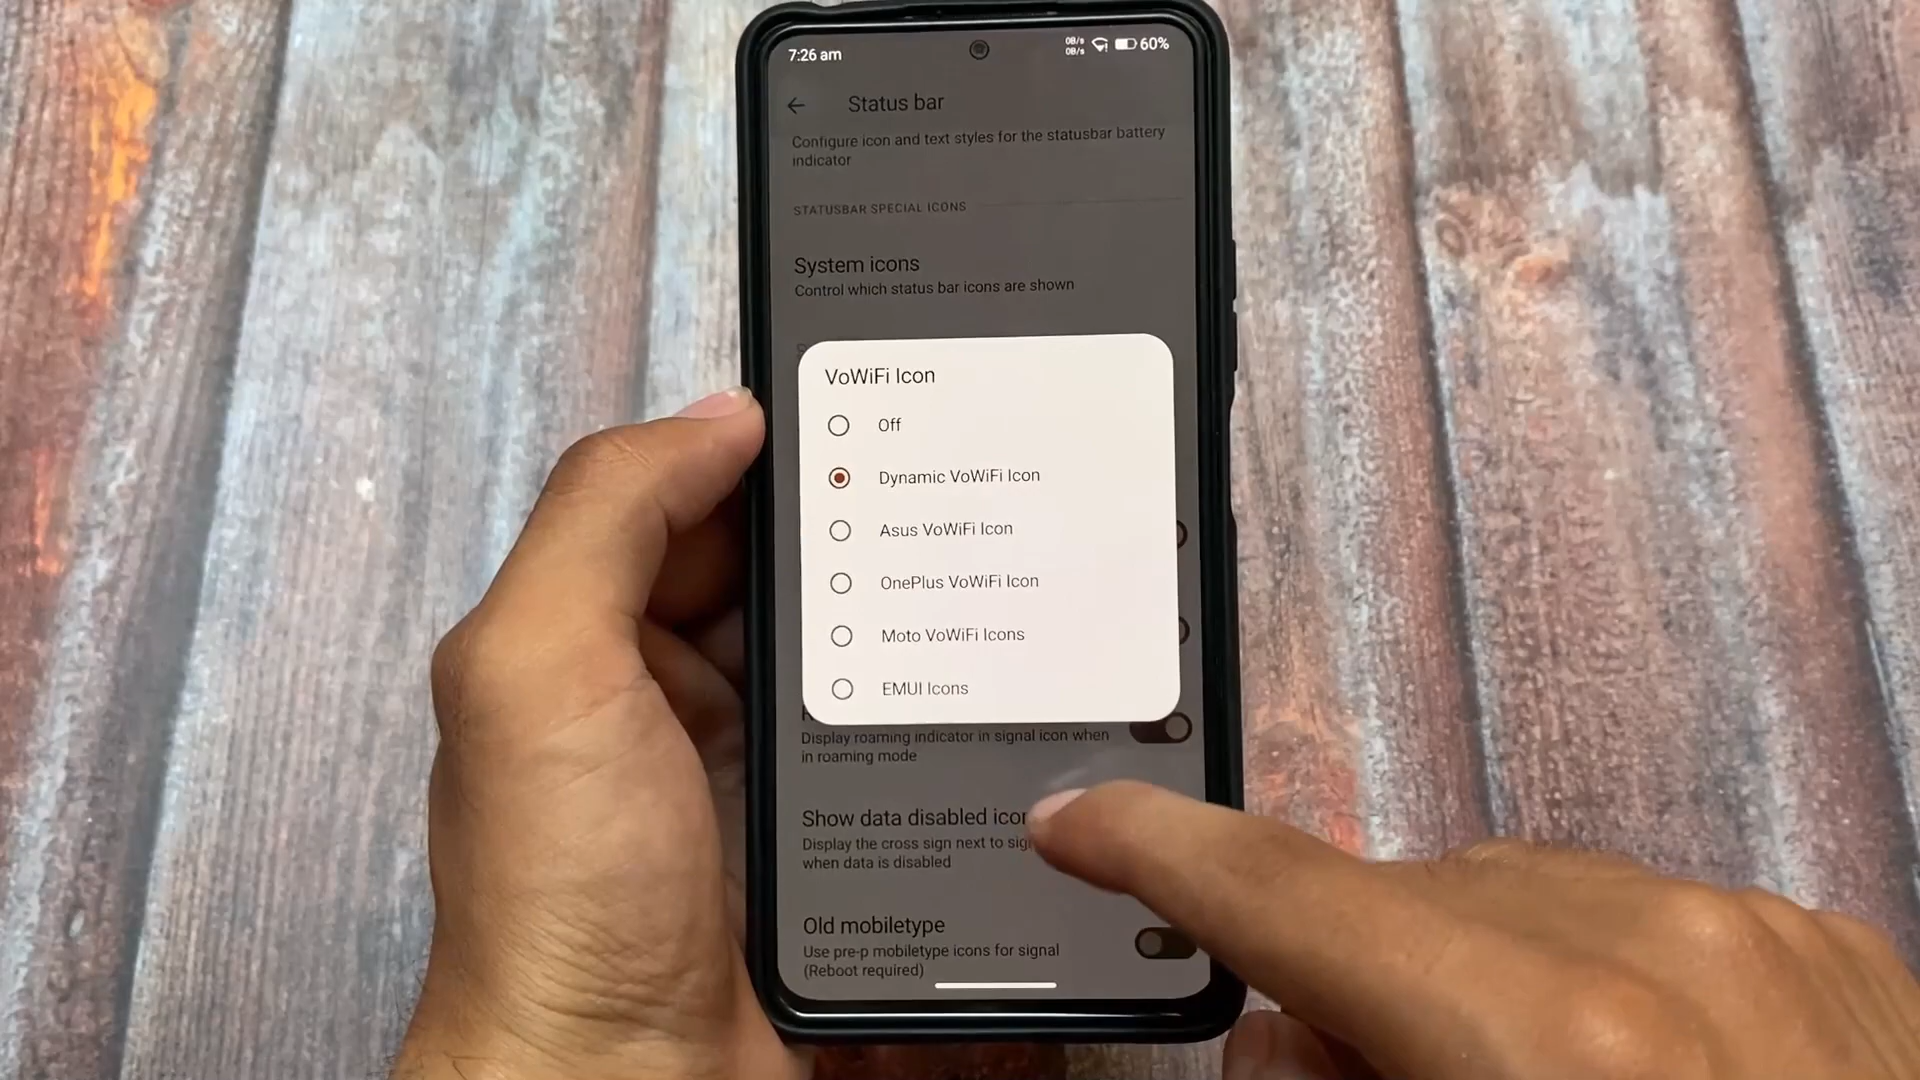 7:26 am
0B/s
0B/s
60%
Status bar
Configure icon and text styles for the statusbar battery
indicator
STATUSBAR SPECIAL ICONS
System icons
Control which status bar icons are shown
VoWiFi Icon
Off
Dynamic VoWiFi Icon
Asus VoWiFi Icon
OnePlus VoWiFi Icon
Moto VoWiFi Icons
EMUI Icons
Display roaming indicator in signal icon when
in roaming mode
Show data disabled
Display the cross sign next to
when data is disabled
Old mobiletype
Use pre-p mobiletype icons for signal
(Reboot required)